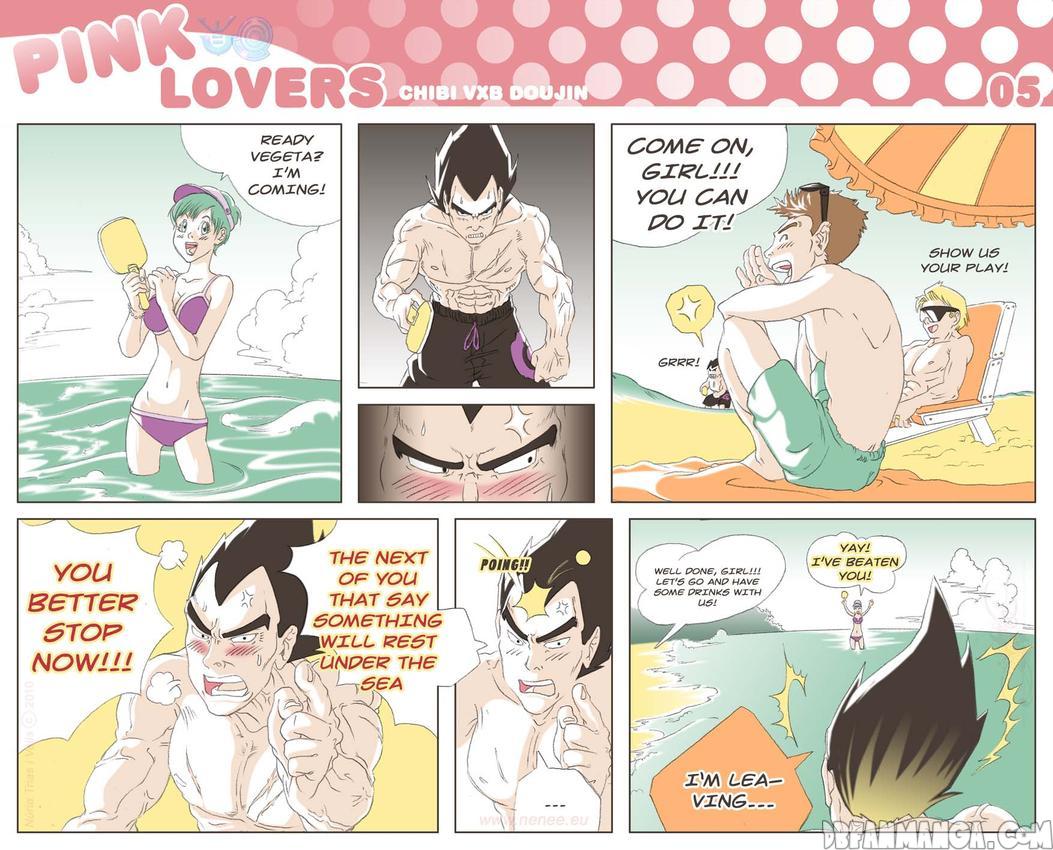 PINK
LOVERS
CHIBI VXB DOUJIN
05
READY
VEGETA?
I'M
COMING!
COME ON,
GIRL!!!
YOU CAN
DO IT!
SHOW US
YOUR PLAY!
GRRR!
YOU
BETTER
STOP
NOW!!!
THE NEXT
OF YOU
THAT SAY
SOMETHING
WILL REST
UNDER THE
SEA
POING!!
---
WELL DONE, GIRL!!!
LET'S GO AND HAVE
SOME DRINKS WITH
US!
YAY!
I'VE BEATEN
YOU!
I'M LEA-
VING---
www.nenee.eu
DBFANMANGA.COM